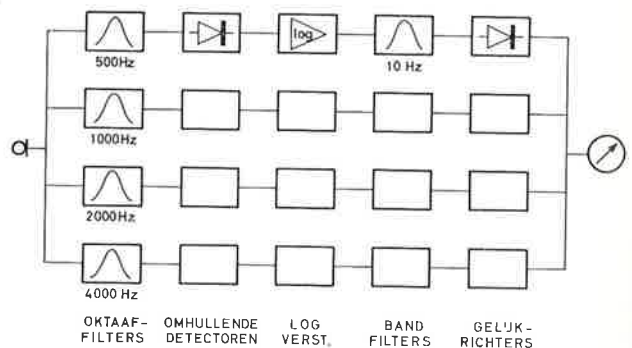 log
500Hz
10 Hz
1000Hz
2000Hz
4000 Hz
OKTAAF- OMHULLENDE LOG BAND GELIJK-
FILTERS DETECTOREN VERST. FILTERS RICHTERS